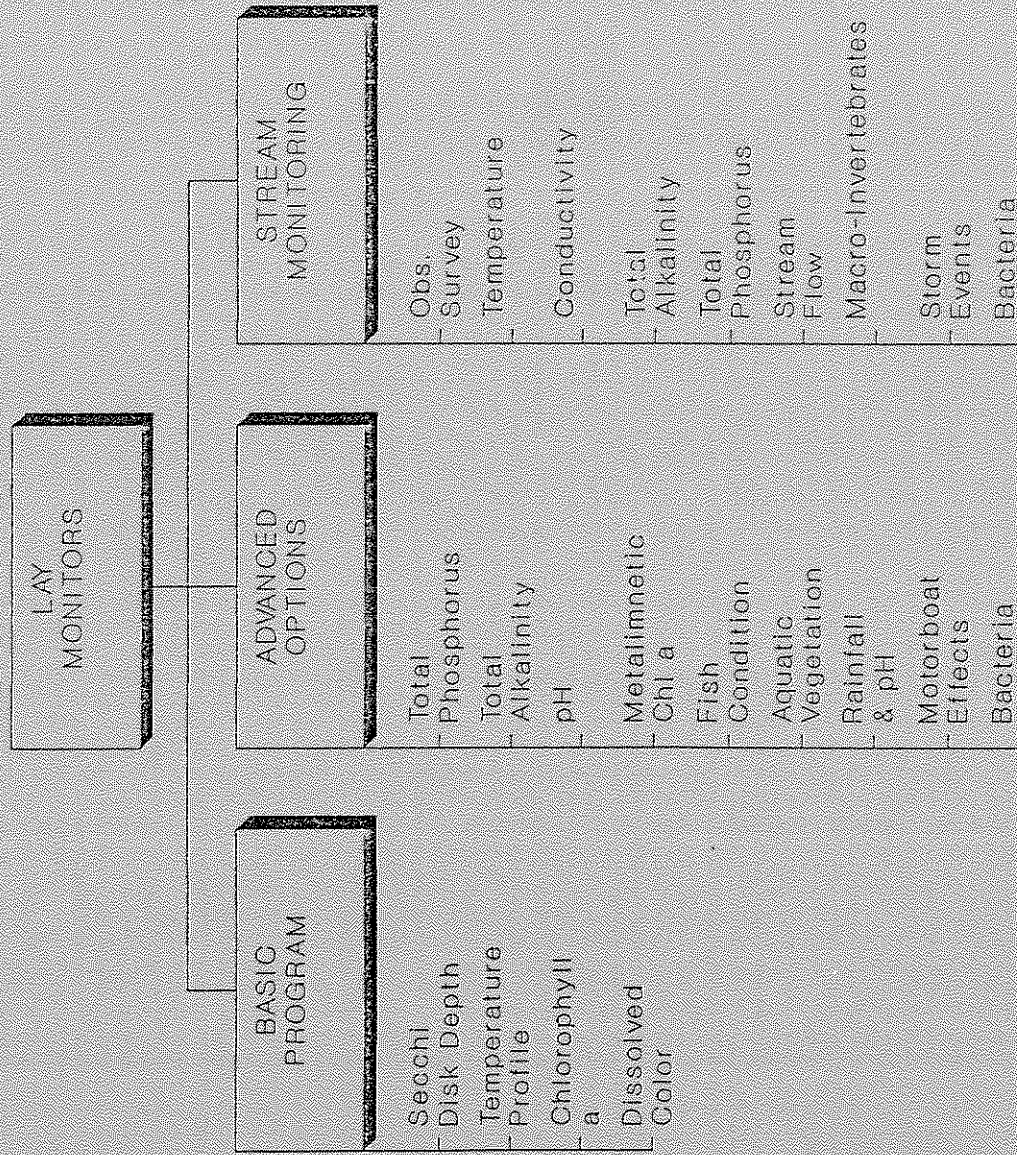 LAY
MONITORS
BASIC
PROGRAM
Secchi
Disk Depth
Temperature
Profile
Chlorophyll
a
Dissolved
Color
ADVANCED
OPTIONS
Total
Phosphorus
Total
Alkalinity
pH
Metalimnetic
Chl a
Fish
Condition
Aquatic
Vegetation
Rainfall
& pH
Motorboat
Effects
Bacteria
STREAM
MONITORING
Obs.
Survey
Temperature
Conductivity
Total
Alkalinity
Total
Phosphorus
Stream
Flow
Macro-Invertebrates
Storm
Events
Bacteria